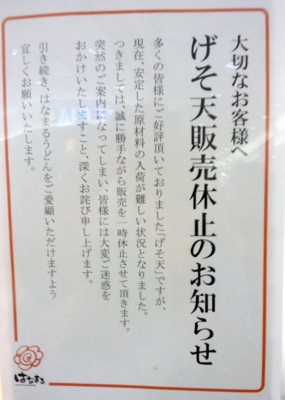 大切なお客様へ
げそ天販売休止のお知らせ
多くの皆様にご好評頂いておりました「げそ天」ですが、
現在、安定した原材料の入荷が難しい状況となりました。
つきましては、誠に勝手ながら販売を一時休止させて頂きます。
突然のご案内になってしまい、皆様には大変ご迷惑を
おかけいたしますこと、深くお詫び申し上げます。
引き続き、はなまるうどんをご愛顧いただけますよう
宜しくお願いいたします。
はなまる